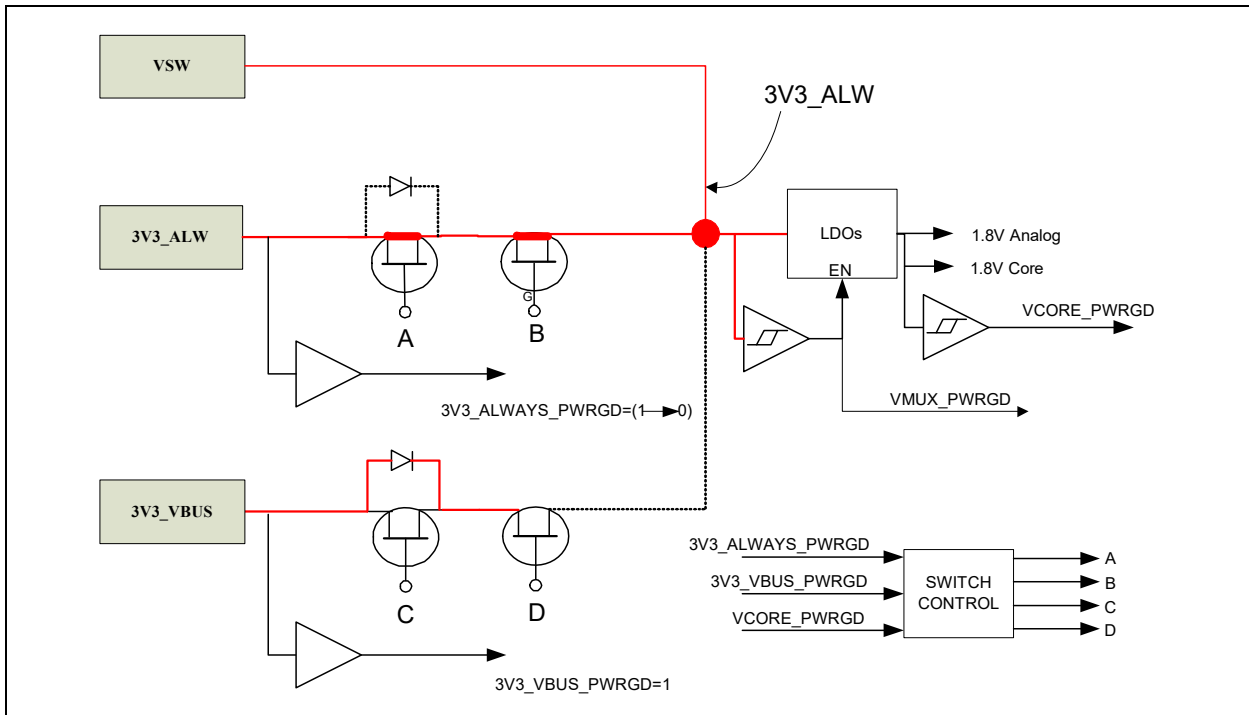 VSW
3V3_ALW
3V3_ALW
LDOs
EN
1.8V Analog
1.8V Core
G
A
B
VCORE_PWRGD
3V3_ALWAYS_PWRGD=(1 0)
VMUX_PWRGD
3V3_VBUS
C
D
3V3_VBUS_PWRGD=1
3V3_ALWAYS_PWRGD
3V3_VBUS_PWRGD
VCORE_PWRGD
SWITCH
CONTROL
A
B
C
D